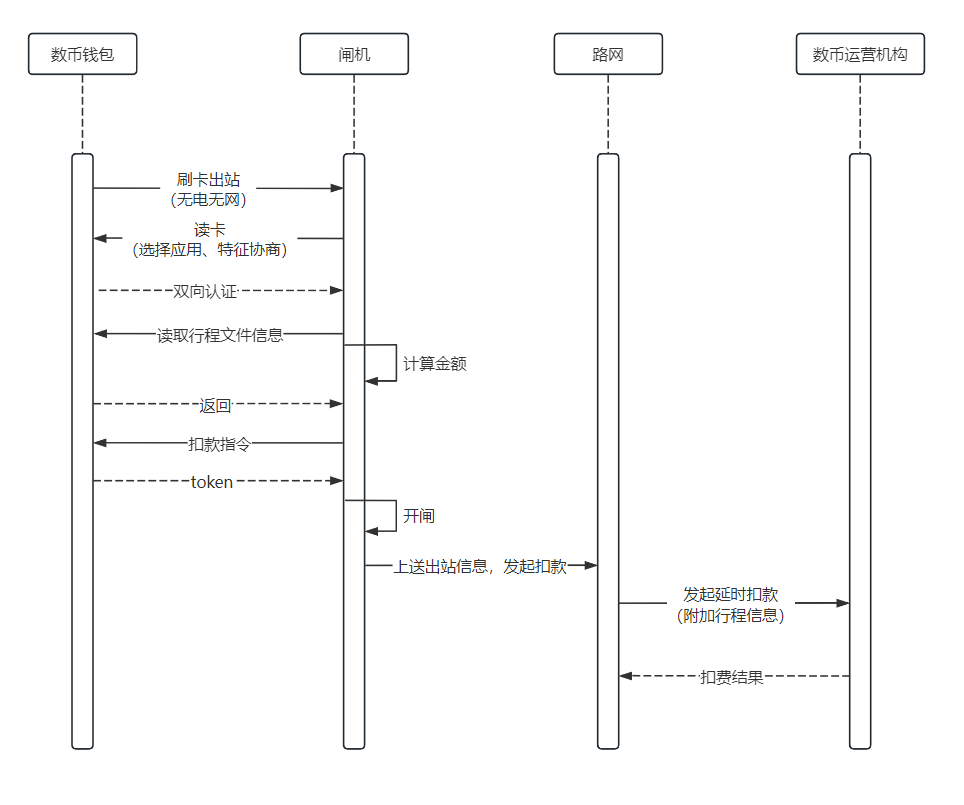 数币钱包
闸机
路网
数币运营机构
刷卡出站
（无电无网）
读卡
（选择应用、特征协商）
双向认证
读取行程文件信息
计算金额
返回
扣款指令
token
开闸
上送出站信息，发起扣款
发起延时扣款
（附加行程信息）
扣费结果